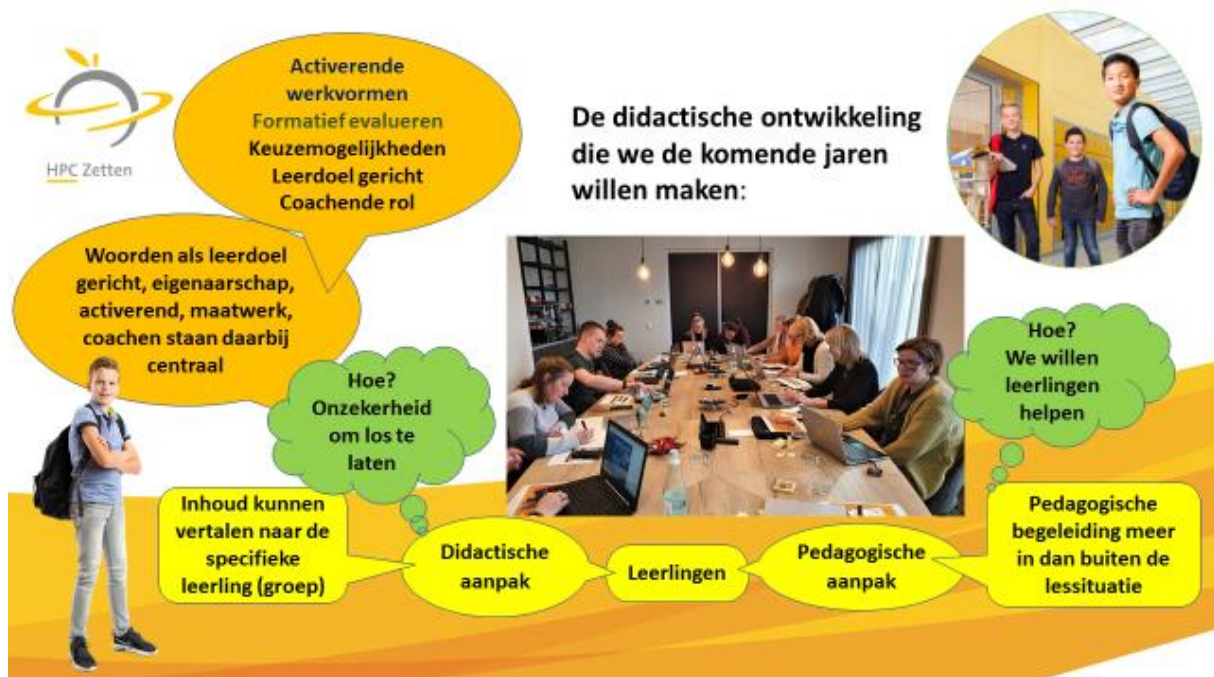 HPC Zetten
Activerende
werkvormen
Formatief evalueren
Keuzemogelijkheden
Leerdoel gericht
Coachende rol
De didactische ontwikkeling
die we de komende jaren
willen maken:
Woorden als leerdoel
gericht, eigenaarschap,
activerend, maatwerk,
coachen staan daarbij
centraal
Hoe?
Onzekerheid
om los te
laten
Hoe?
We willen
leerlingen
helpen
Inhoud kunnen
vertalen naar de
specifieke
leerling (groep)
Didactische
aanpak
Leerlingen
Pedagogische
aanpak
Pedagogische
begeleiding meer
in dan buiten de
lessituatie